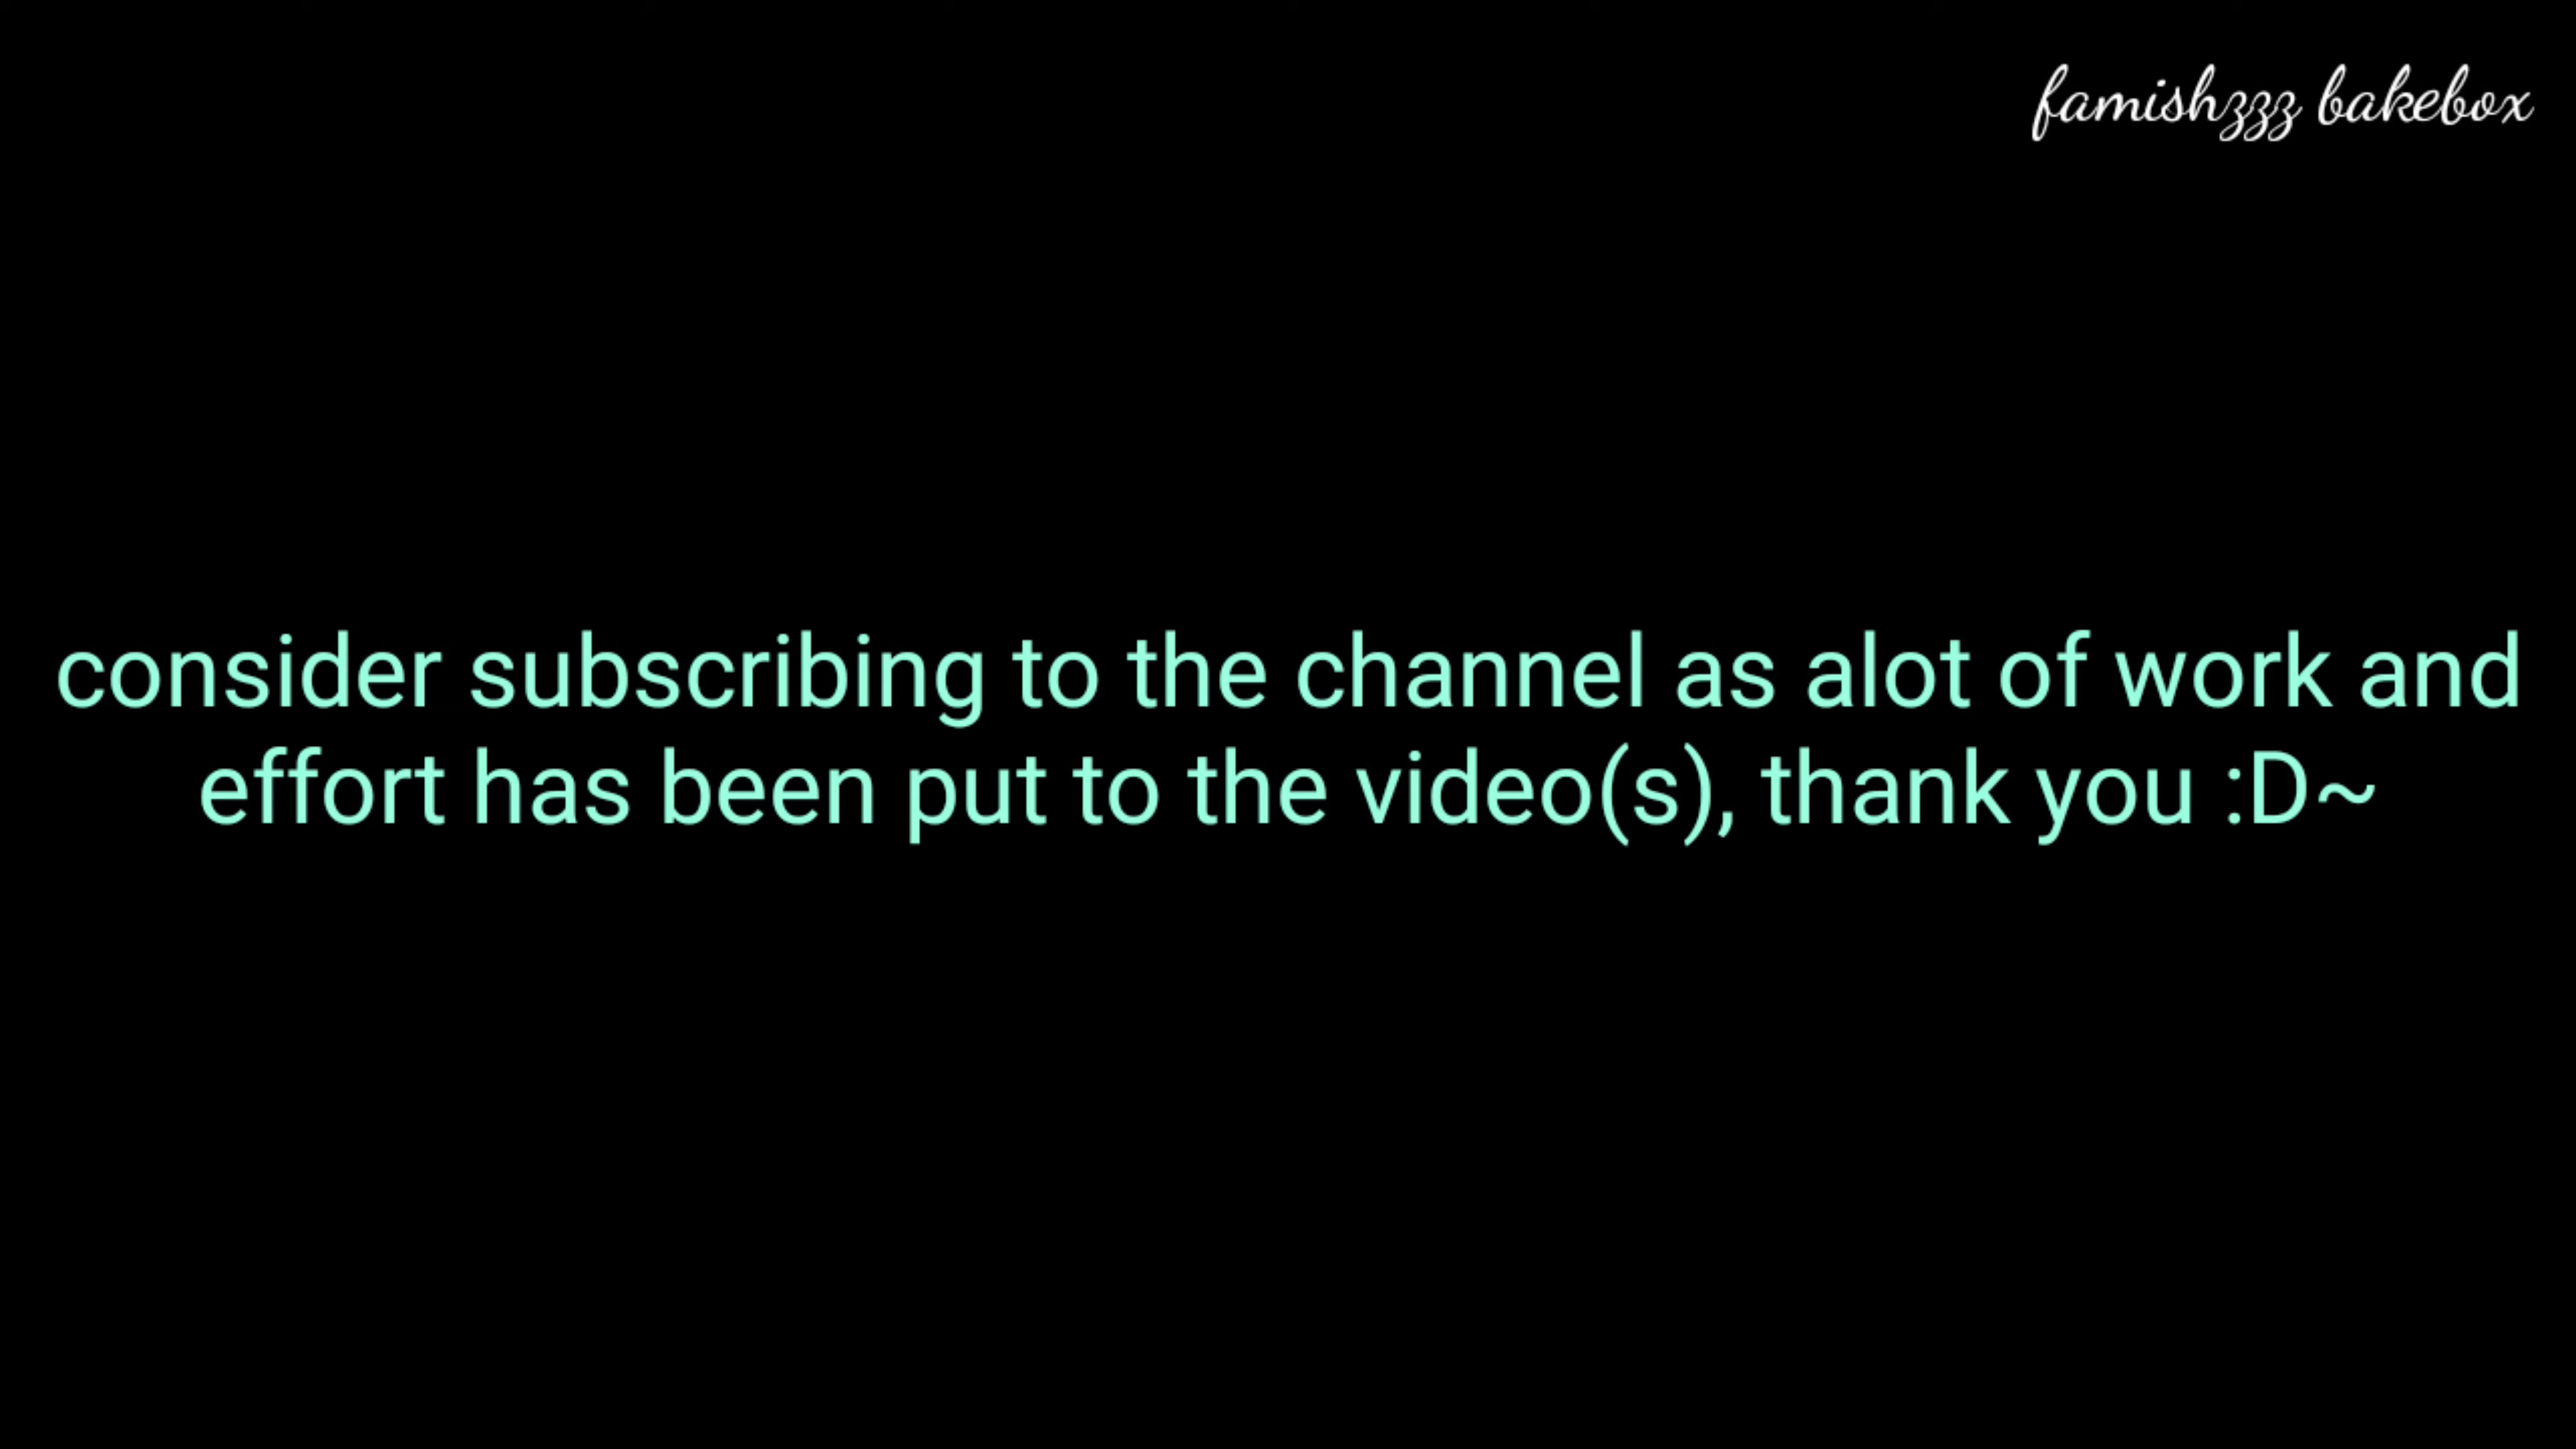 famishzzz bakebox
consider subscribing to the channel as alot of work and
effort has been put to the video(s), thank you :D~